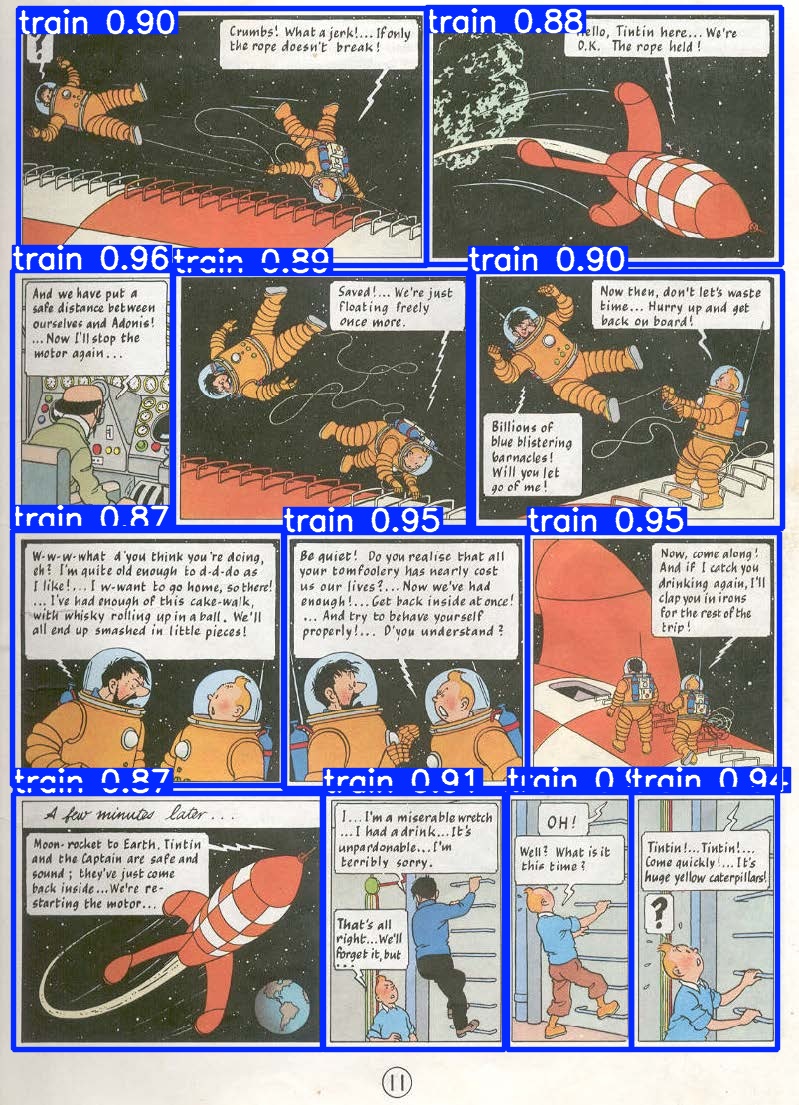 train 0.90
?
Crumbs! What a jerk!... If only
the rope doesn't break!
train 0.88
Hello, Tintin here... We're
O.K. The rope held!
train 0.96
And we have put a
safe distance between
ourselves and Adonis!
... Now I'll stop the
motor again...
train 0.89
Saved!... We're just
floating freely
once more.
train 0.90
Now then, don't let's waste
time... Hurry up and get
back on board!
Billions of
blue blistering
barnacles!
Will you let
go of me!
train 0.87
W-w-w-what d'you think you're doing,
eh? I'm quite old enough to d-d-do as
I like!... I w-want to go home, so there!
... I've had enough of this cake-walk,
with whisky rolling up in a ball. We'll
all end up smashed in little pieces!
train 0.95
Be quiet! Do you realise that all
your tomfoolery has nearly cost
us our lives?... Now we've had
enough!... Get back inside at once!
... And try to behave yourself
properly!... D'you understand?
train 0.95
Now, come along!
And if I catch you
drinking again, I'll
clap you in irons
for the rest of the
trip!
train 0.87
A few minutes later...
Moon-rocket to Earth. Tintin
and the Captain are safe and
sound; they've just come
back inside... We're re-
starting the motor...
train 0.91
I... I'm a miserable wretch
... I had a drink... It's
unpardonable... I'm
terribly sorry.
That's all
right... We'll
forget it, but
...
train
OH!
Well? What is it
this time?
train 0.94
Tintin!... Tintin!...
Come quickly!... It's
huge yellow caterpillars!
?
11